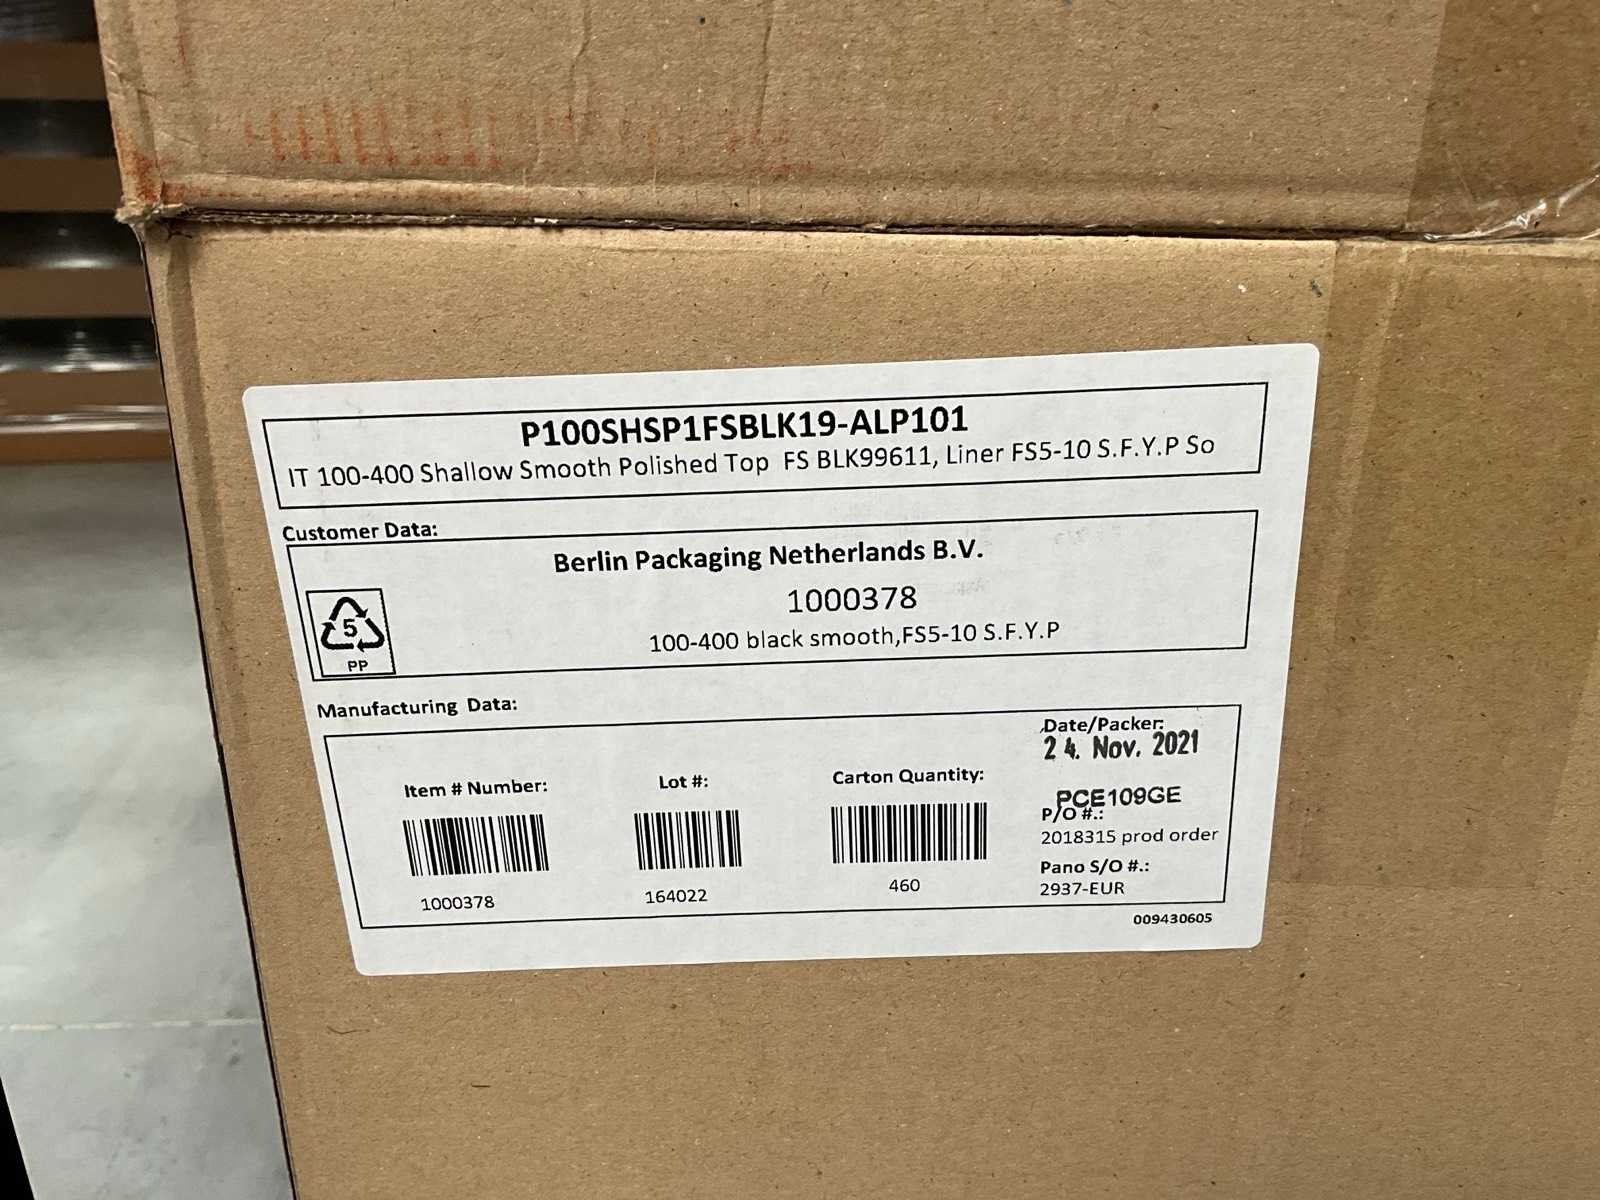 P100SHSP1FSBLK19-ALP101
IT 100-400 Shallow Smooth Polished Top FS BLK99611, Liner FS5-10 S.F.Y.P So
Customer Data:
Berlin Packaging Netherlands B.V.
1000378
100-400 black smooth,FS5-10 S.F.Y.P
5
PP
Manufacturing Data:
Item # Number:
1000378
Lot #:
164022
Carton Quantity:
460
Date/Packer:
24. Nov. 2021
PCE109GE
P/O #.:
2018315 prod order
Pano S/O #.:
2937-EUR
009430605